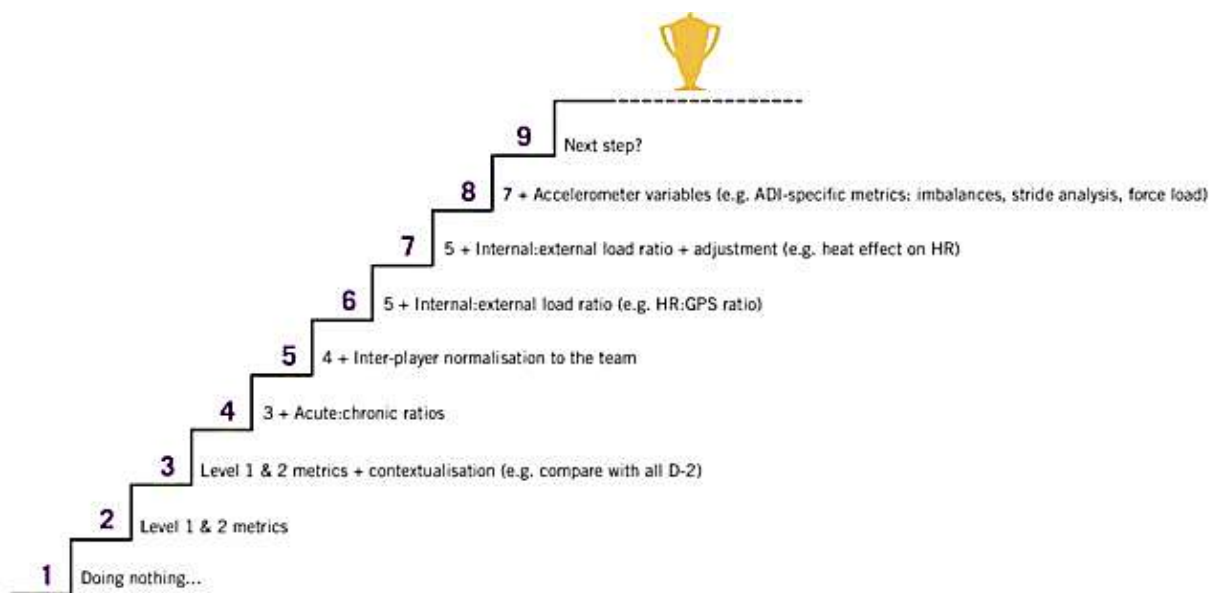 9
Next step?
8
7 + Accelerometer variables (e.g. ADI-specific metrics: imbalances, stride analysis, force load)
7
5 + Internal:external load ratio + adjustment (e.g. heat effect on HR)
6
5 + Internal:external load ratio (e.g. HR:GPS ratio)
5
4 + Inter-player normalisation to the team
4
3 + Acute:chronic ratios
3
Level 1 & 2 metrics + contextualisation (e.g. compare with all D-2)
2
Level 1 & 2 metrics
1
Doing nothing...